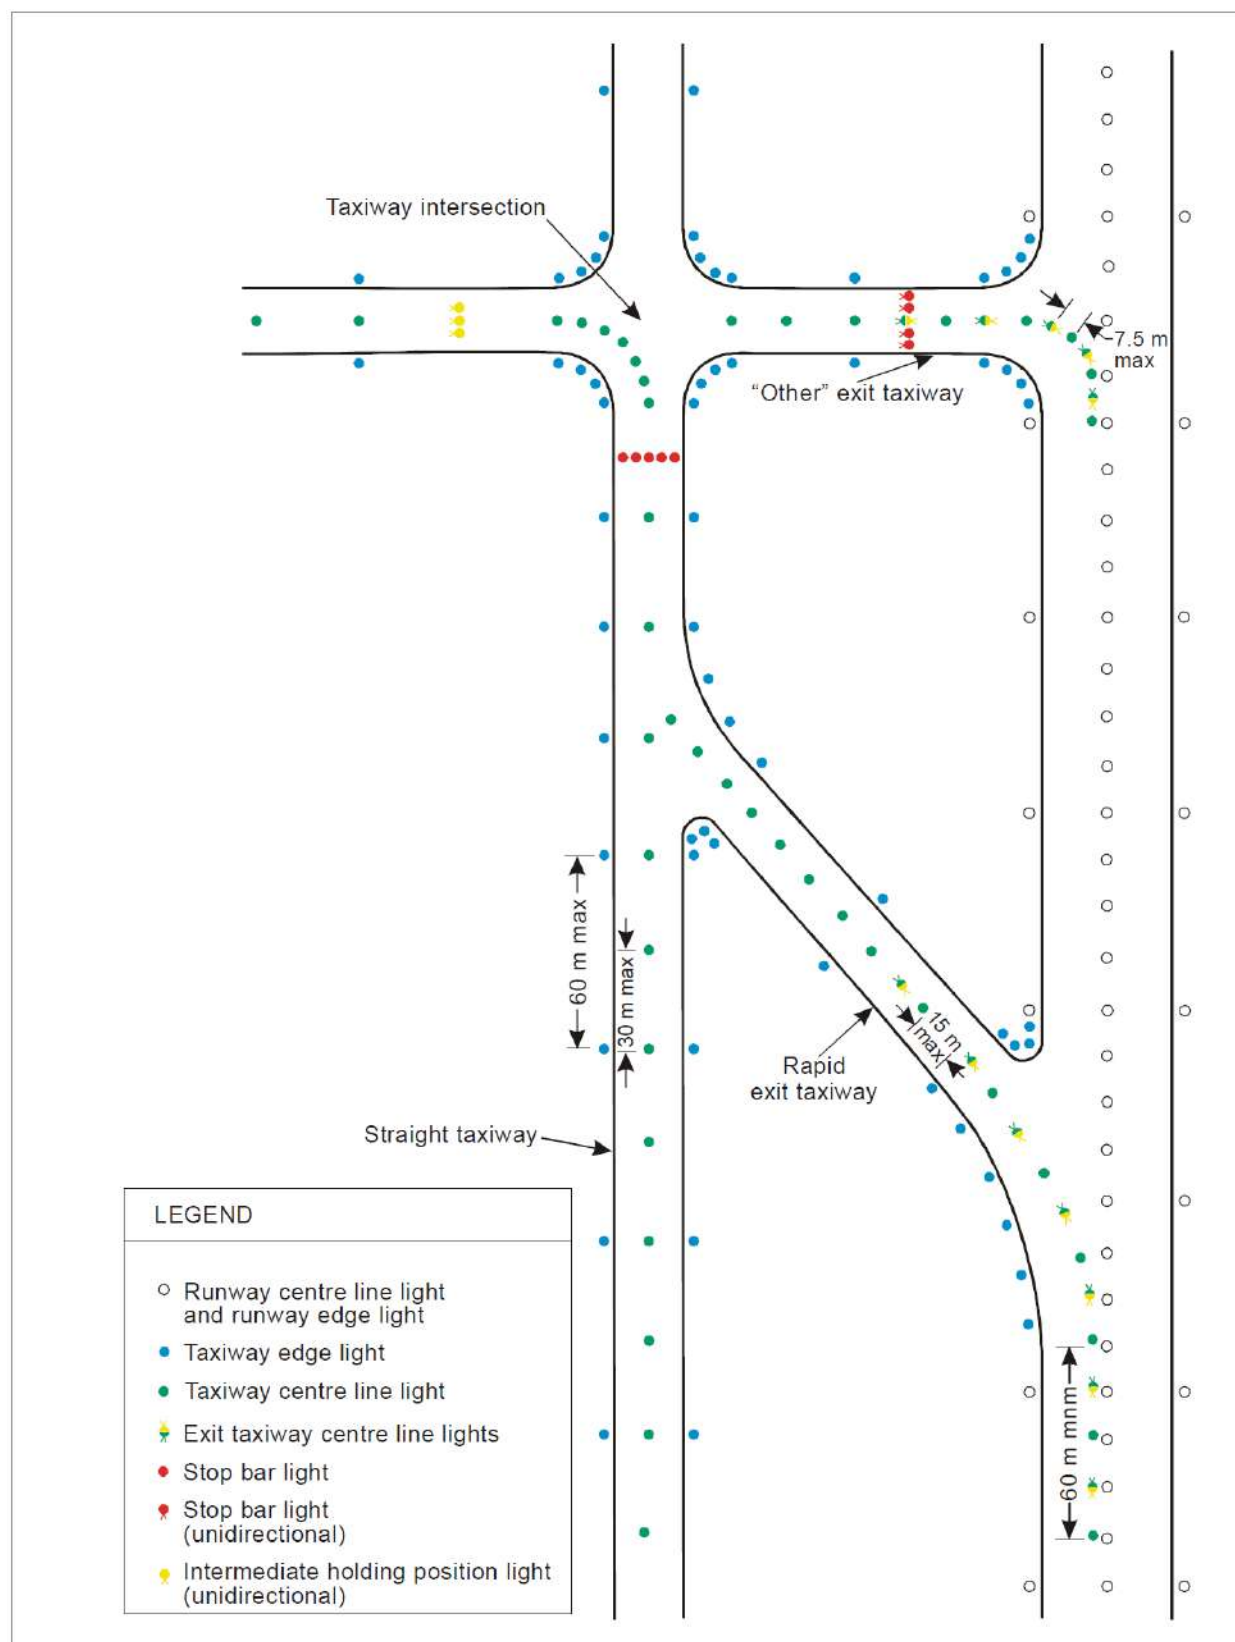 Taxiway intersection
7.5 m
max
"Other" exit taxiway
60 m max
30 m max
15 m
max
Rapid
exit taxiway
Straight taxiway
60 m mnm
LEGEND
Runway centre line light
and runway edge light
Taxiway edge light
Taxiway centre line light
Exit taxiway centre line lights
Stop bar light
Stop bar light
(unidirectional)
Intermediate holding position light
(unidirectional)